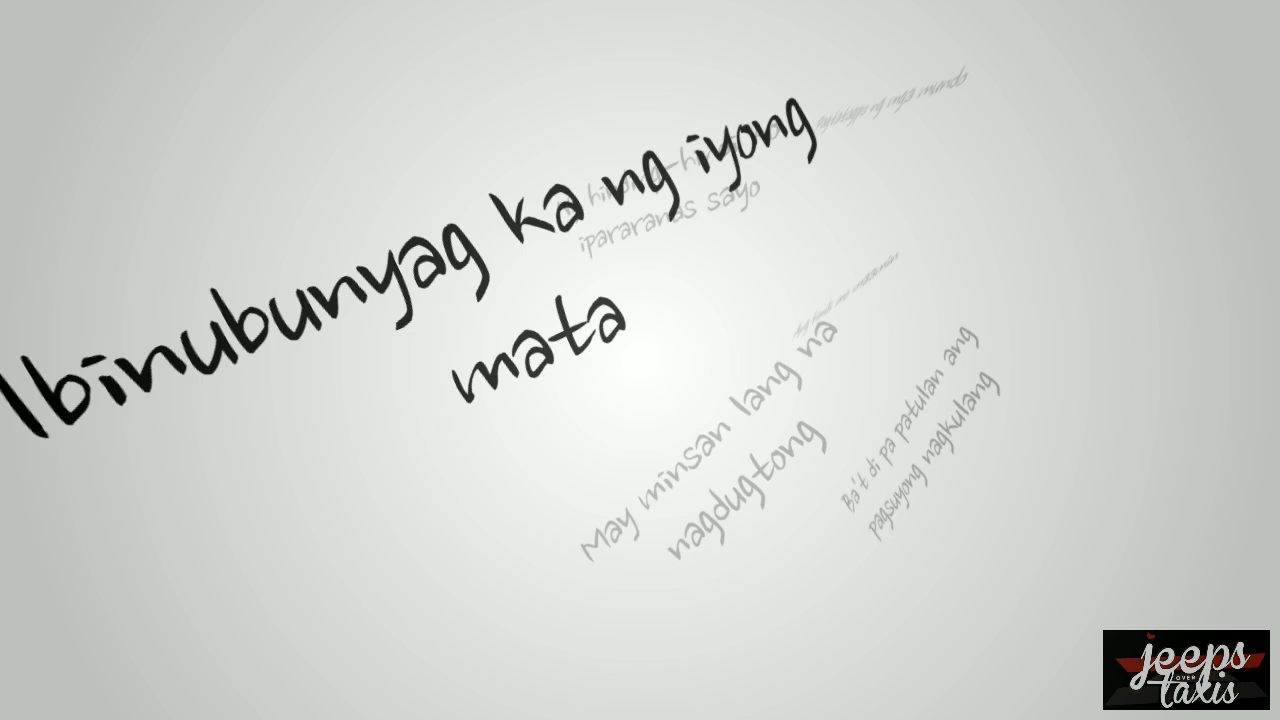 Ibinubunyag ka ng iyong
mata
ipararanas sayo
May minsan lang na
nagdugtong
Ba't di pa patulan ang
pagsuyong nagkulang
jeeps
OVER
taxis